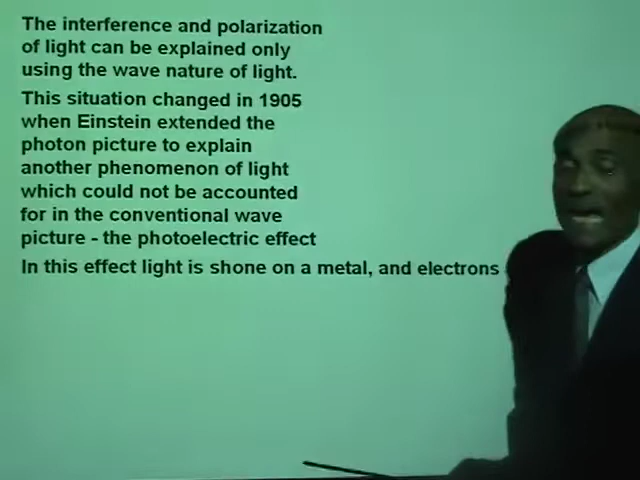 The interference and polarization
of light can be explained only
using the wave nature of light.
This situation changed in 1905
when Einstein extended the
photon picture to explain
another phenomenon of light
which could not be accounted
for in the conventional wave
picture - the photoelectric effect
In this effect light is shone on a metal, and electrons